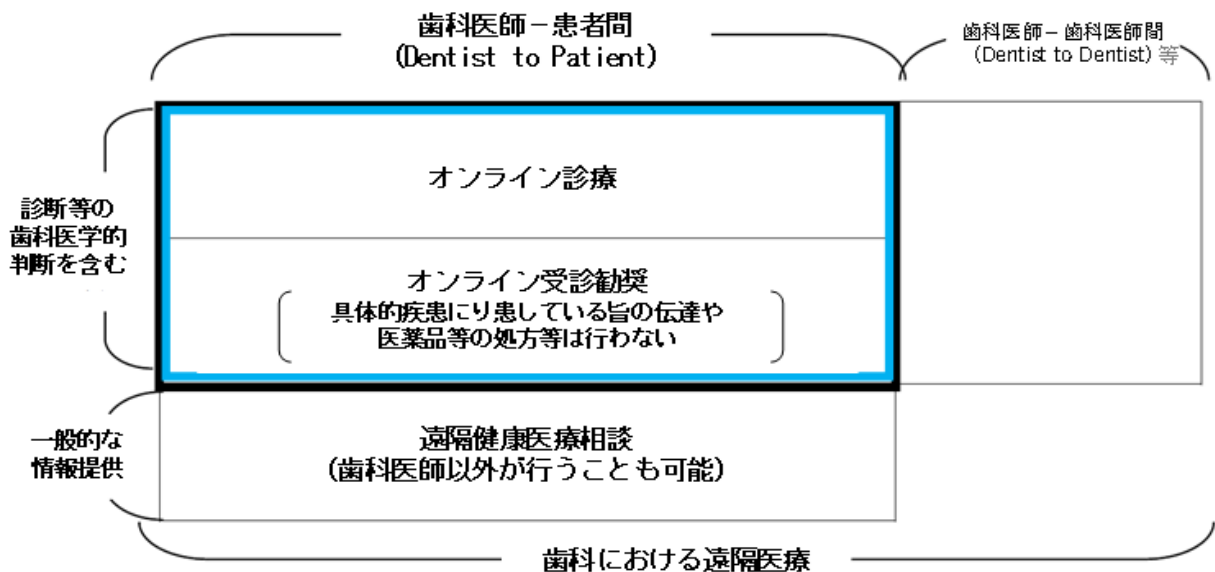 歯科医師－患者間
(Dentist to Patient)
歯科医師－歯科医師間
(Dentist to Dentist) 等
診断等の
歯科医学的
判断を含む
オンライン診療
オンライン受診勧奨
具体的疾患にり患している旨の伝達や
医薬品等の処方等は行わない
一般的な
情報提供
遠隔健康医療相談
(歯科医師以外が行うことも可能)
歯科における遠隔医療